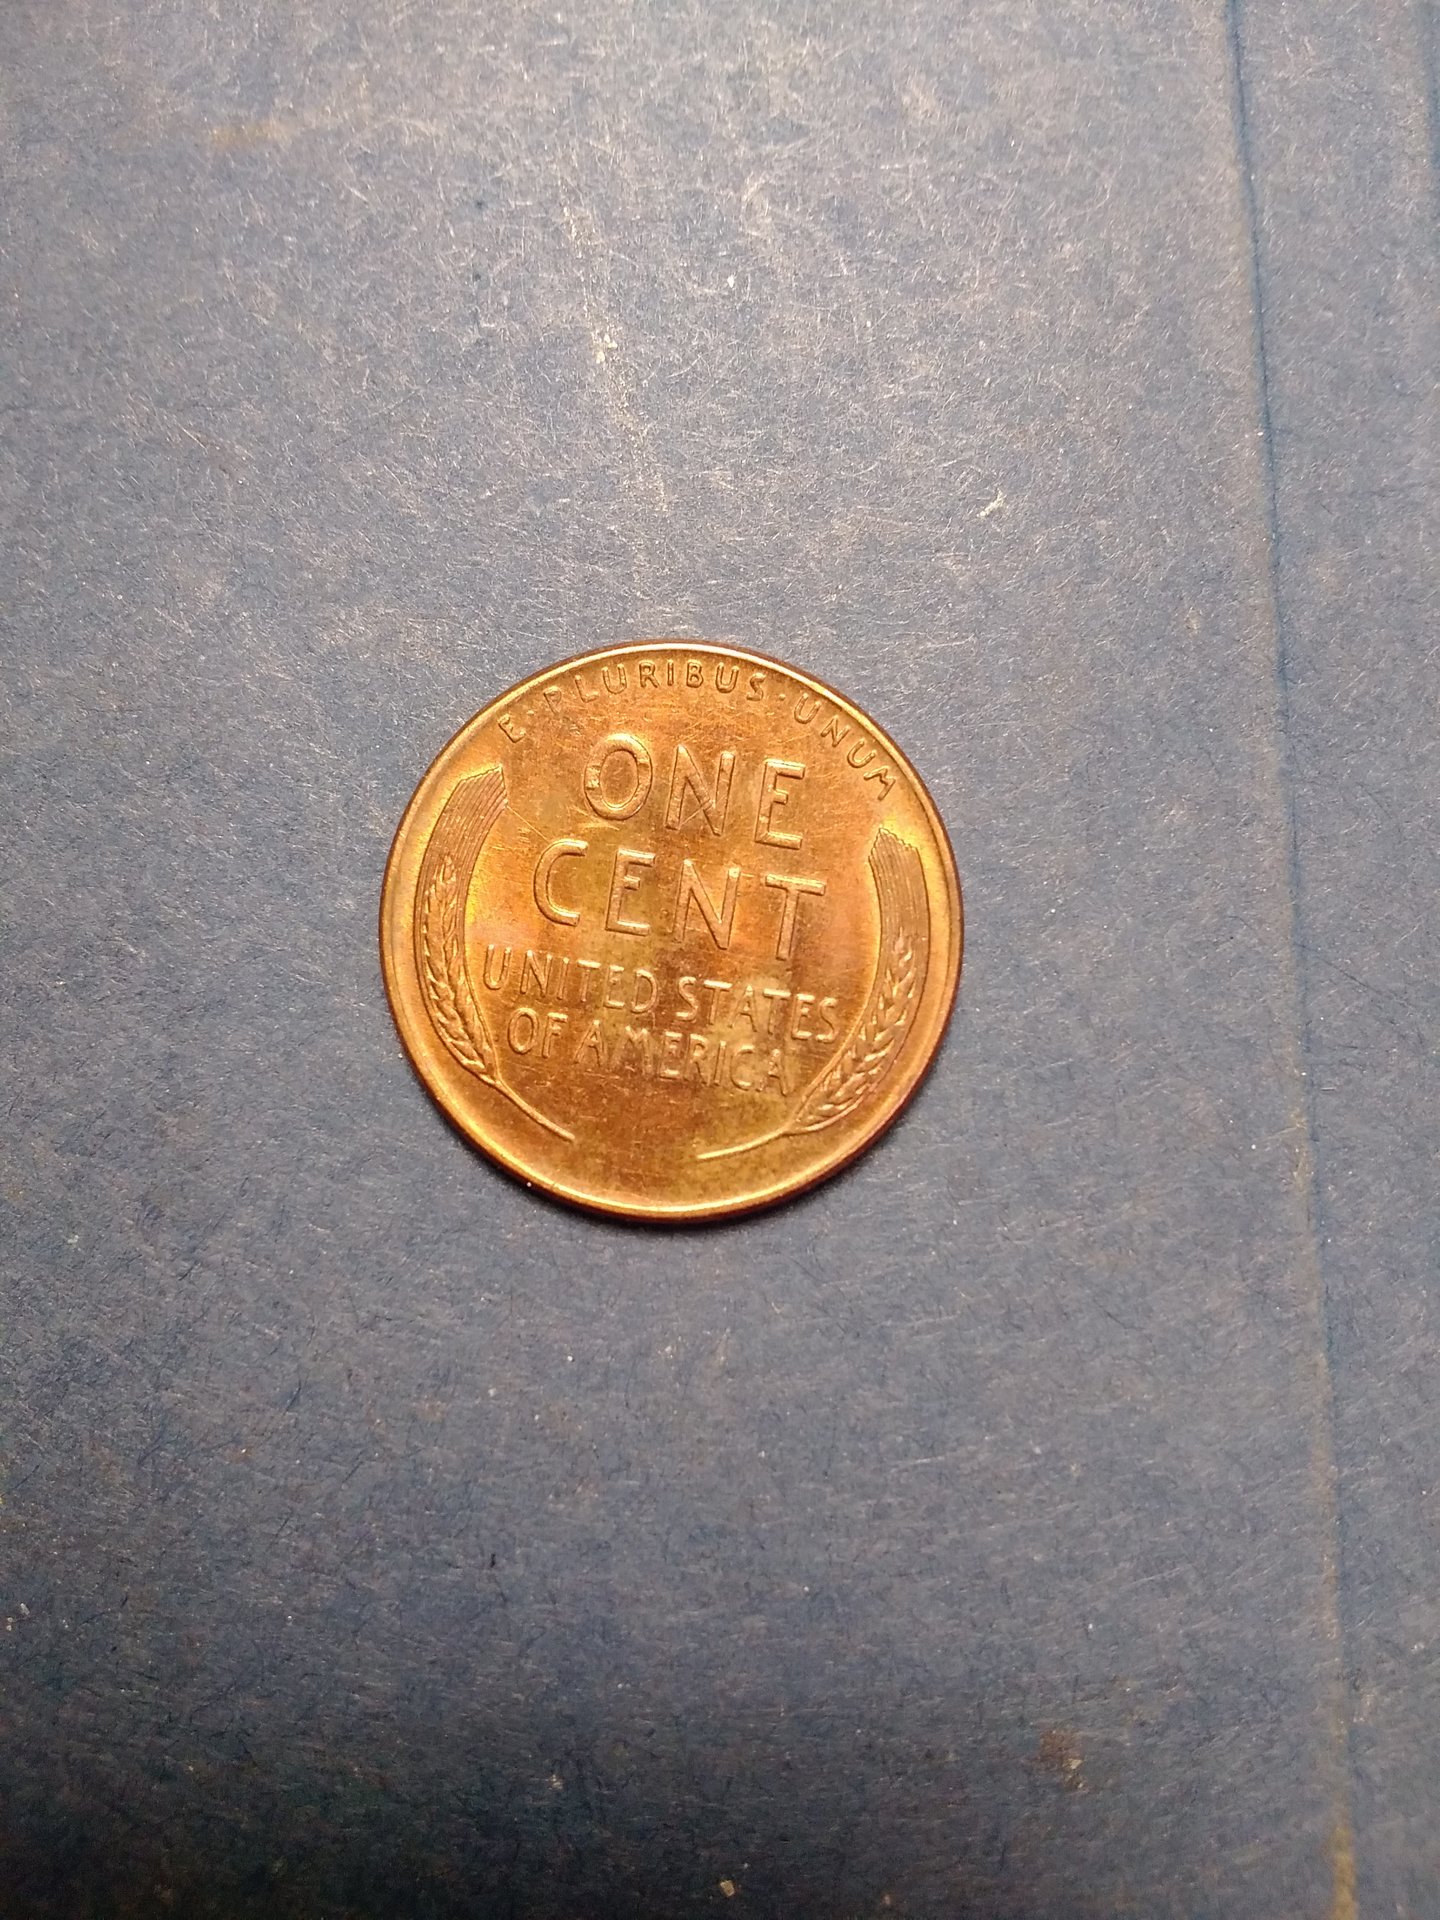 E·PLURIBUS·UNUM
ONE
CENT
UNITED STATES
OF AMERICA